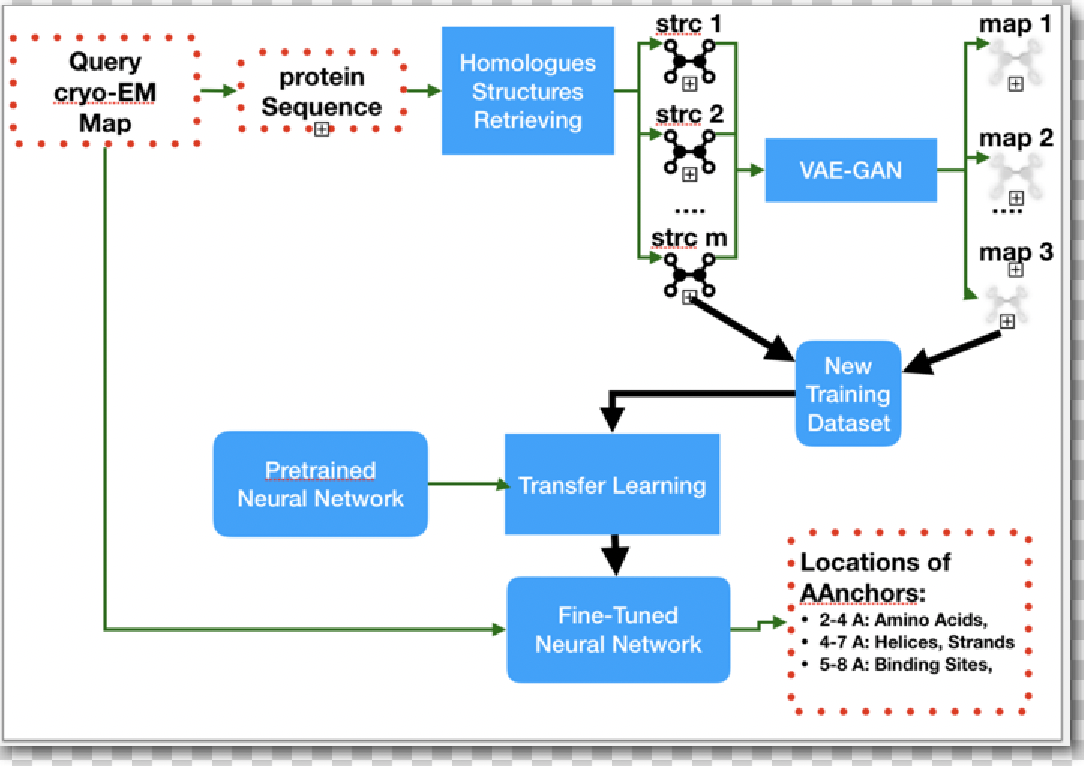 Query
cryo-EM
Map
protein
Sequence
Homologues
Structures
Retrieving
strc 1
strc 2
....
strc m
VAE-GAN
map 1
map 2
....
map 3
New
Training
Dataset
Pretrained
Neural Network
Transfer Learning
Fine-Tuned
Neural Network
Locations of
AAnchors:
• 2-4 A: Amino Acids,
• 4-7 A: Helices, Strands
• 5-8 A: Binding Sites,